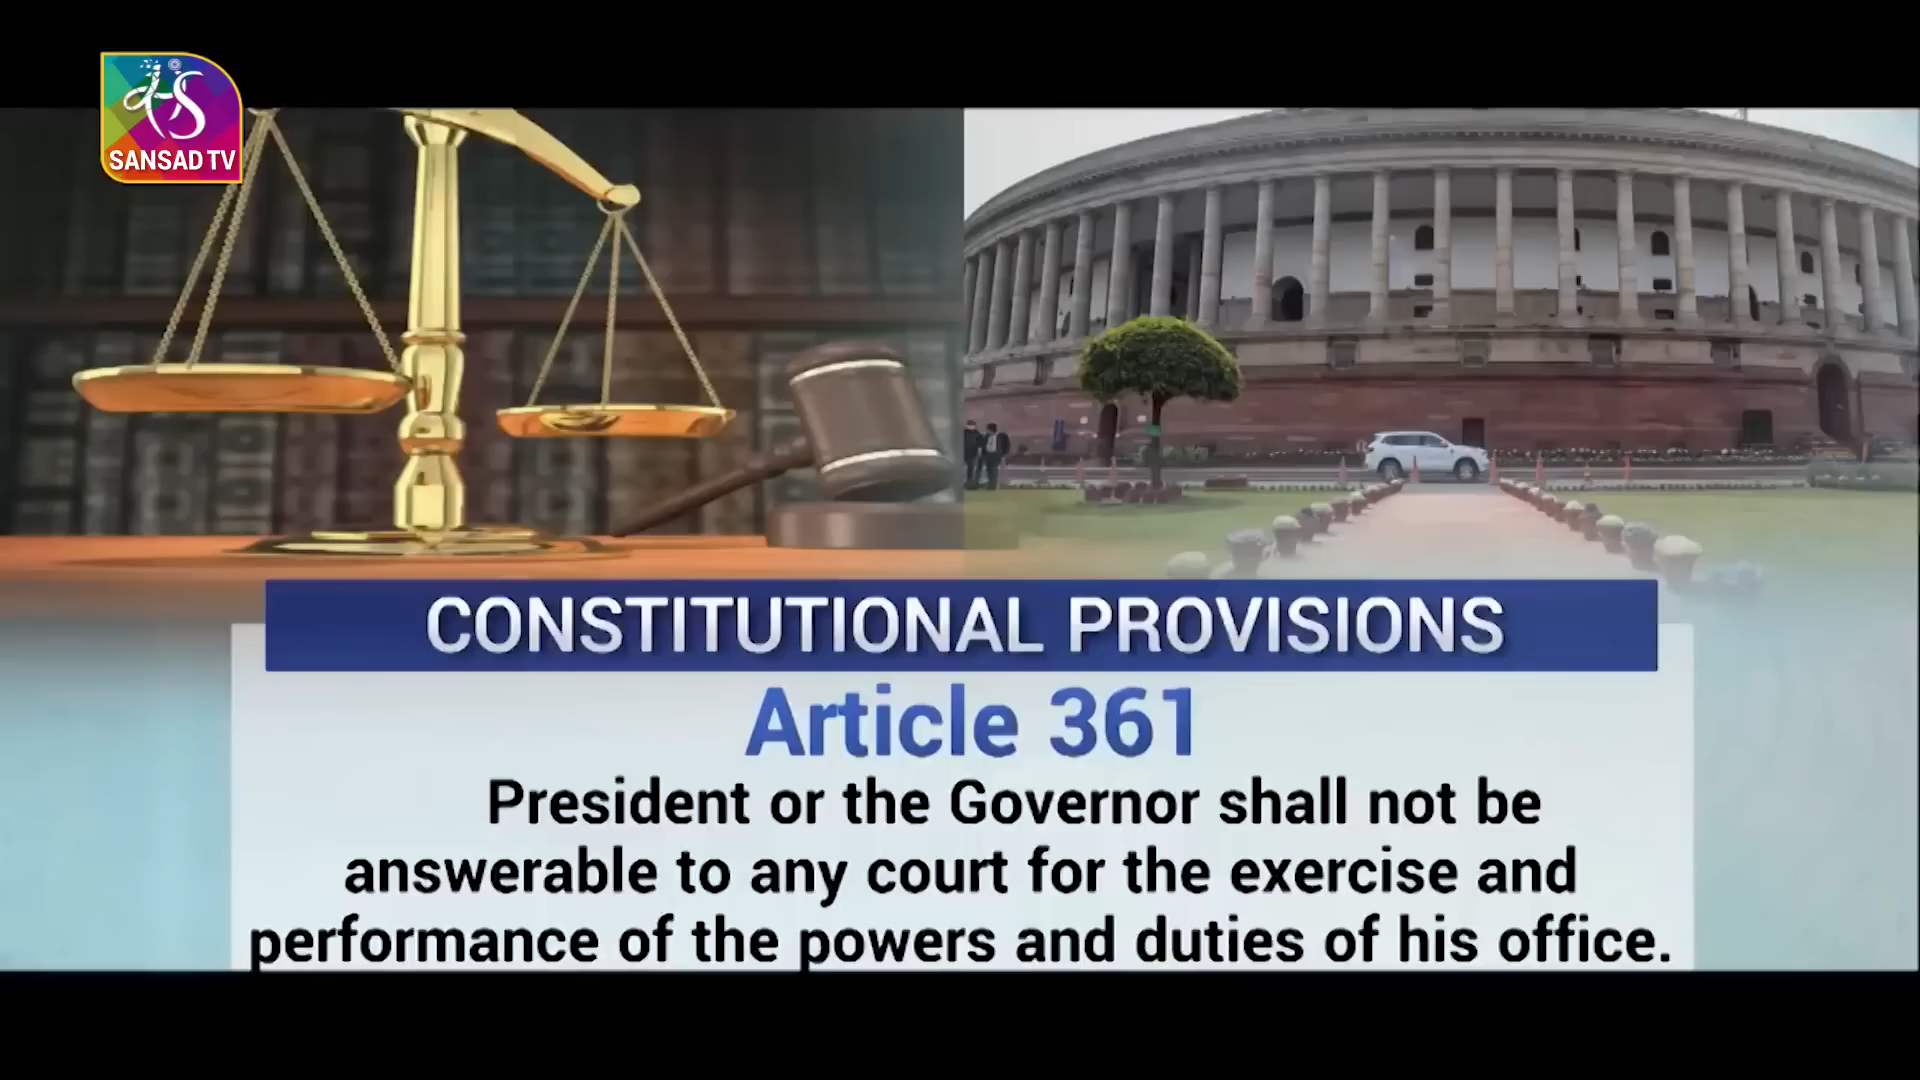 SANSAD TV
CONSTITUTIONAL PROVISIONS
Article 361
President or the Governor shall not be
answerable to any court for the exercise and
performance of the powers and duties of his office.